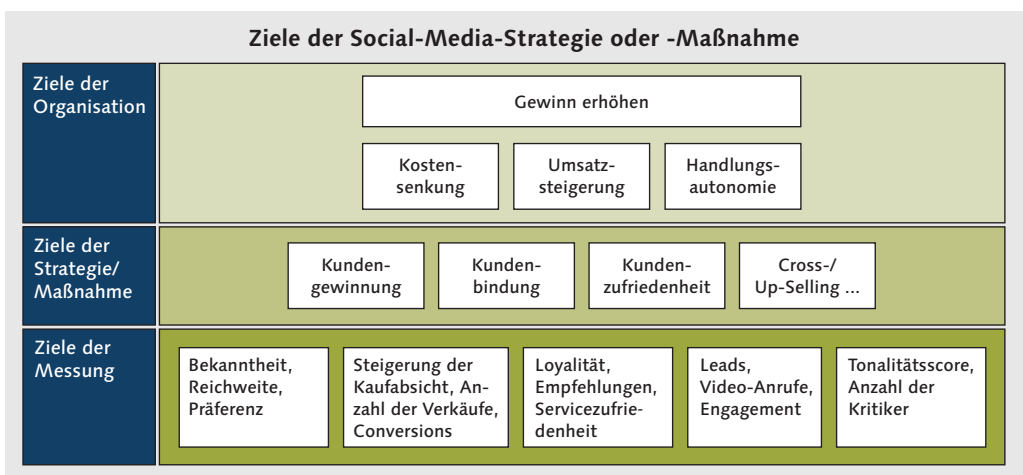 Ziele der Social-Media-Strategie oder -Maßnahme
Ziele der
Organisation
Gewinn erhöhen
Kosten-
senkung
Umsatz-
steigerung
Handlungs-
autonomie
Ziele der
Strategie/
Maßnahme
Kunden-
gewinnung
Kunden-
bindung
Kunden-
zufriedenheit
Cross-/
Up-Selling ...
Ziele der
Messung
Bekanntheit,
Reichweite,
Präferenz
Steigerung der
Kaufabsicht, An-
zahl der Verkäufe,
Conversions
Loyalität,
Empfehlungen,
Servicezufrie-
denheit
Leads,
Video-Anrufe,
Engagement
Tonalitätsscore,
Anzahl der
Kritiker